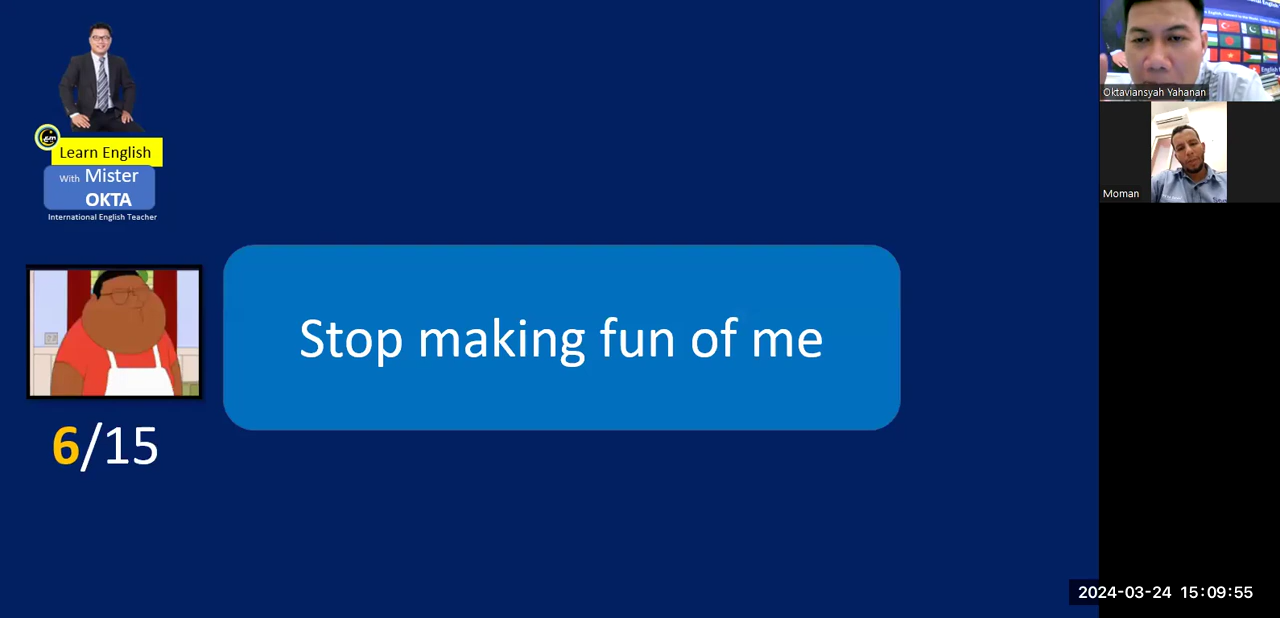 Learn English
With Mister
OKTA
International English Teacher
Stop making fun of me
6/15
Oktaviansyah Yahanan
Moman
2024-03-24 15:09:55